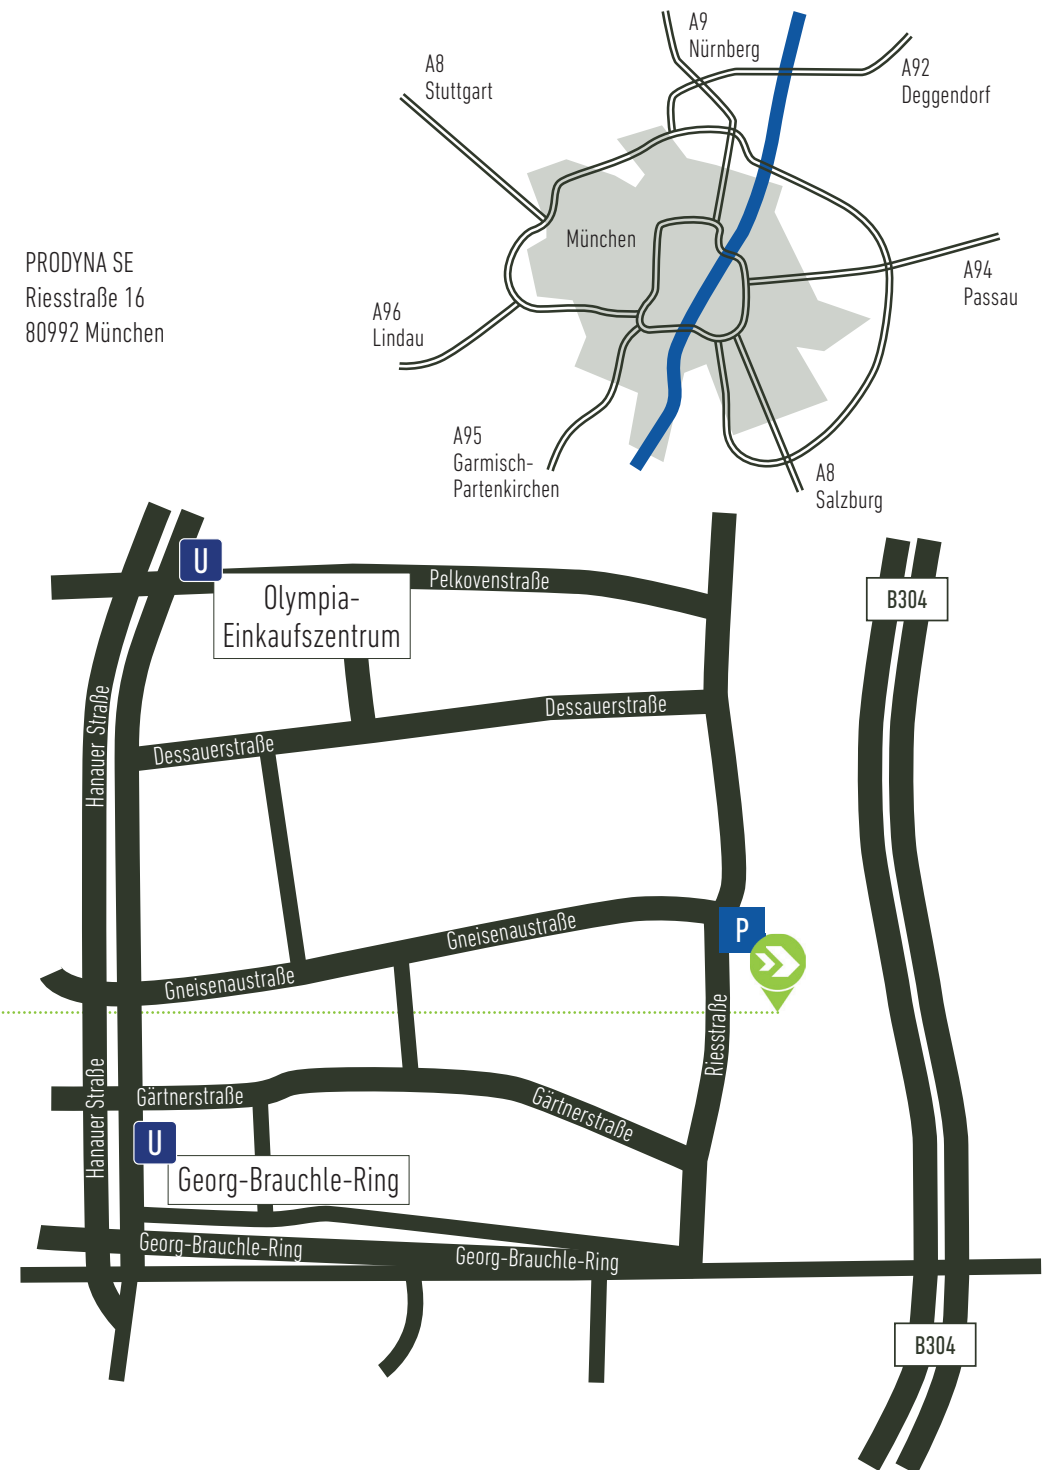 A9
Nürnberg
A8
Stuttgart
A92
Deggendorf
München
PRODYNA SE
Riesstraße 16
80992 München
A94
Passau
A96
Lindau
A95
Garmisch-
Partenkirchen
A8
Salzburg
U
Olympia-
Einkaufszentrum
Pelkovenstraße
B304
Hanauer Straße
Dessauerstraße
Dessauerstraße
P
Gneisenaustraße
Gneisenaustraße
Riesstraße
Hanauer Straße
Gärtnerstraße
Gärtnerstraße
U
Georg-Brauchle-Ring
Georg-Brauchle-Ring
Georg-Brauchle-Ring
B304